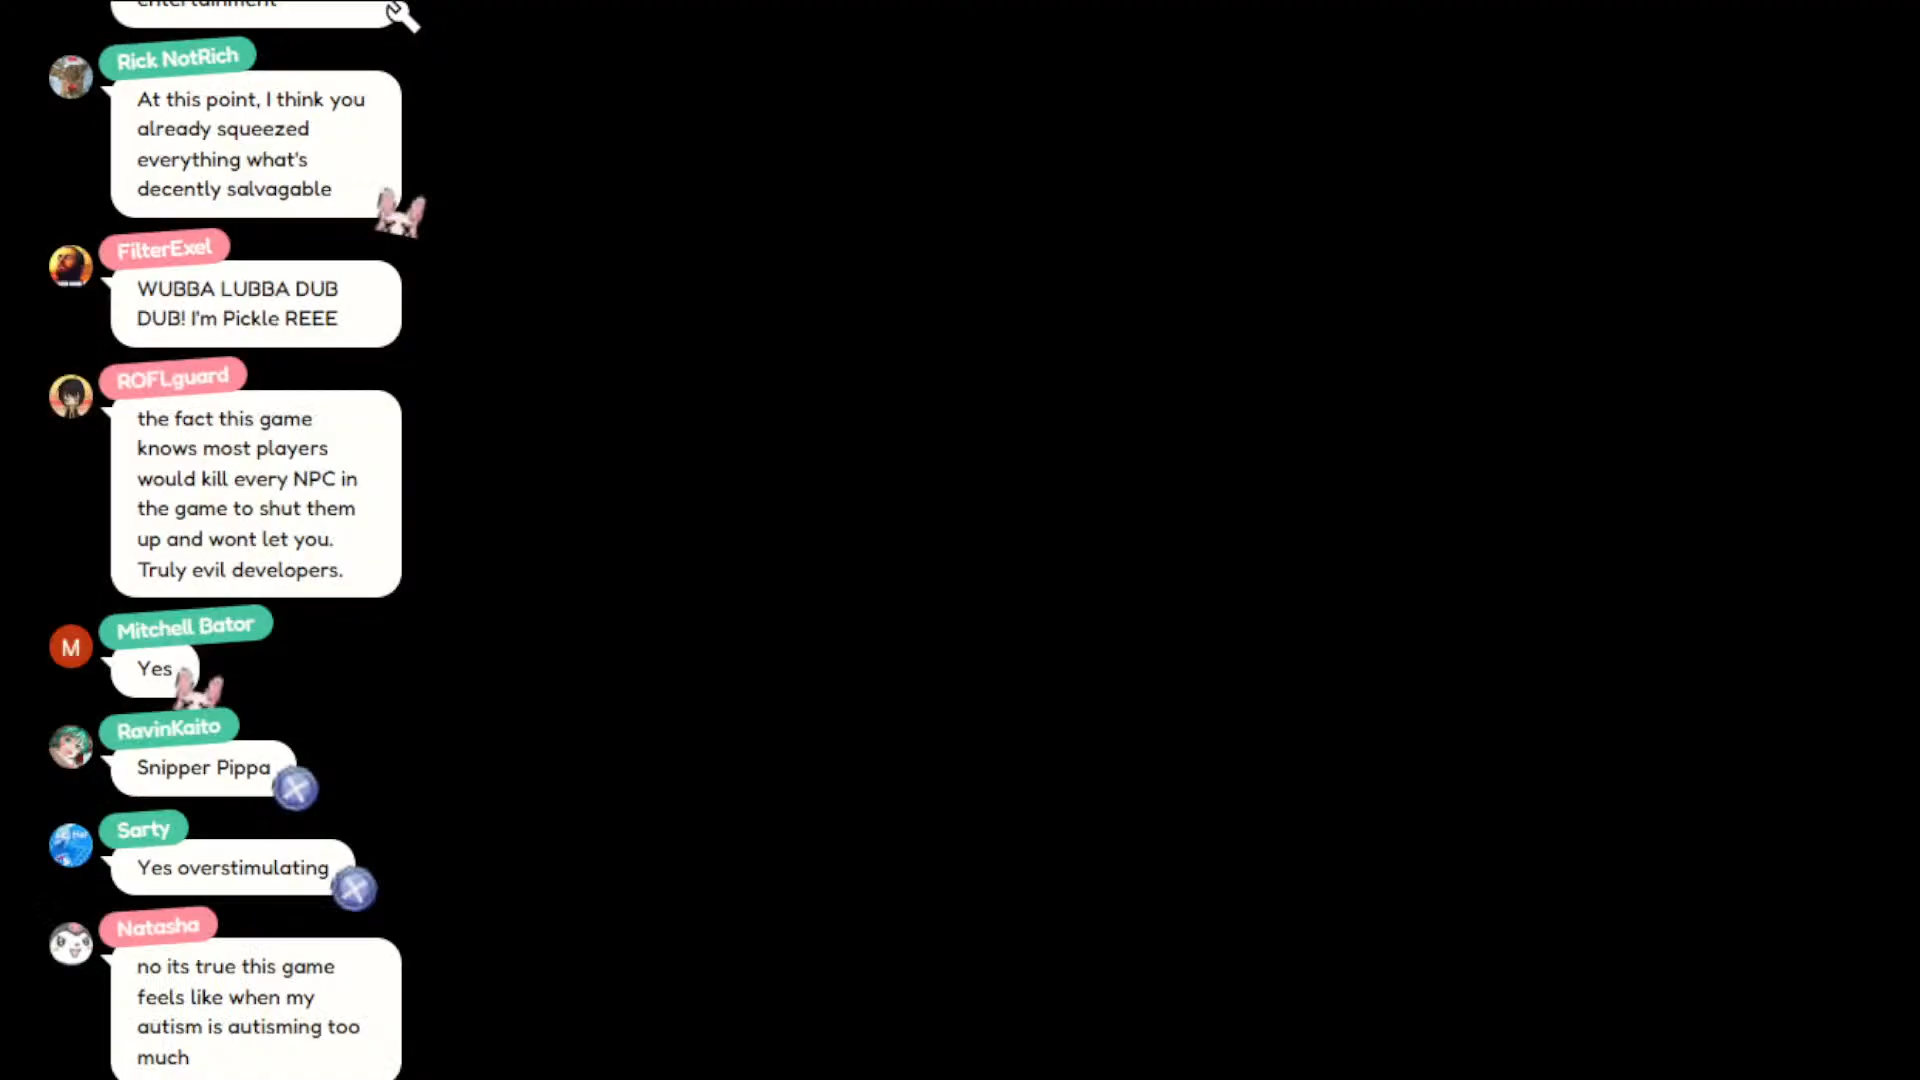 entertainment
Rick NotRich
At this point, I think you
already squeezed
everything what's
decently salvagable
FilterExel
WUBBA LUBBA DUB
DUB! I'm Pickle REEE
ROFLguard
the fact this game
knows most players
would kill every NPC in
the game to shut them
up and wont let you.
Truly evil developers.
Mitchell Bator
M
Yes
RavinKaito
Snipper Pippa
Sarty
Yes overstimulating
Natasha
no its true this game
feels like when my
autism is autisming too
much